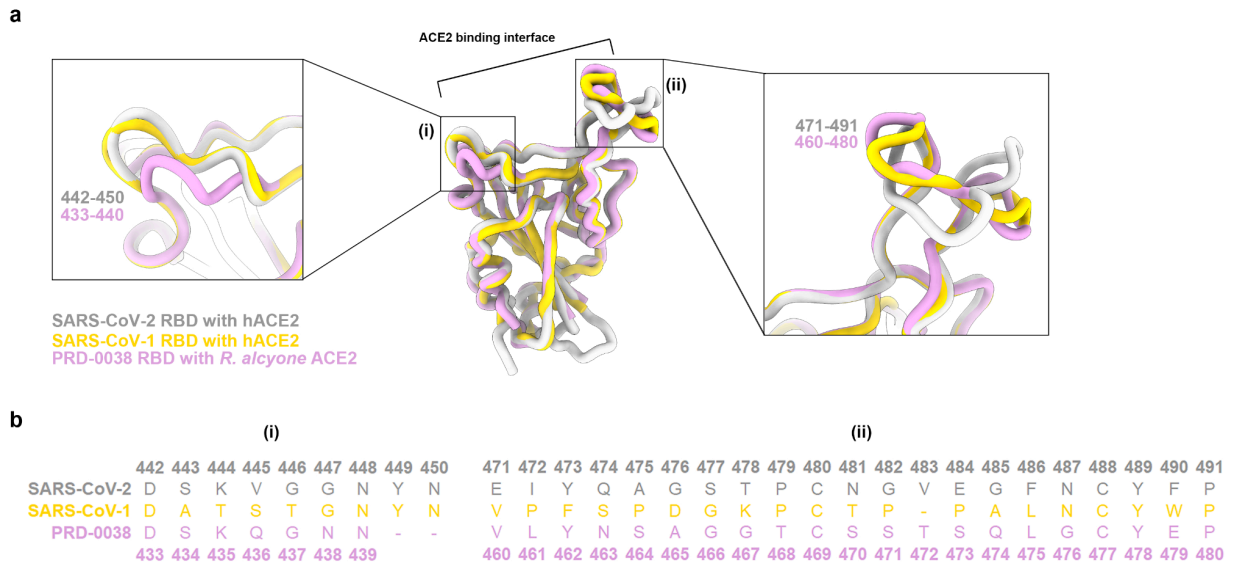 a
ACE2 binding interface
(i)
(ii)
442-450
433-440
471-491
460-480
SARS-CoV-2 RBD with hACE2
SARS-CoV-1 RBD with hACE2
PRD-0038 RBD with R. alcyone ACE2
b
(i) (ii)
442 443 444 445 446 447 448 449 450 471 472 473 474 475 476 477 478 479 480 481 482 483 484 485 486 487 488 489 490 491
SARS-CoV-2 D S K V G G N Y N E I Y Q A G S T P C N G V E G F N C Y F P
SARS-CoV-1 D A T S T G N Y N V P F S P D G K P C T P - P A L N C Y W P
PRD-0038 D S K Q G N N - - V L Y N S A G G T C S S T S Q L G C Y E P
433 434 435 436 437 438 439 460 461 462 463 464 465 466 467 468 469 470 471 472 473 474 475 476 477 478 479 480